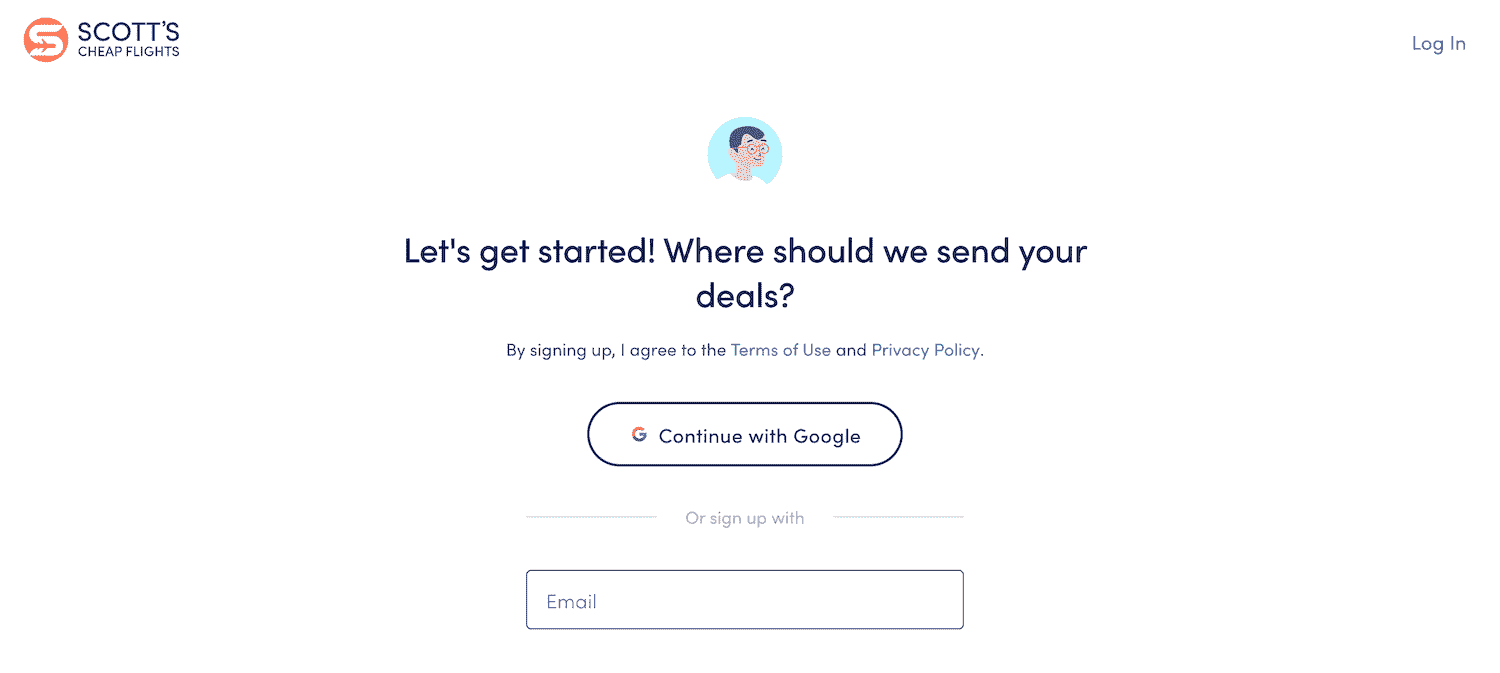 SCOTT'S
CHEAP FLIGHTS
Log In
Let's get started! Where should we send your
deals?
By signing up, I agree to the Terms of Use and Privacy Policy.
Continue with Google
Or sign up with
Email